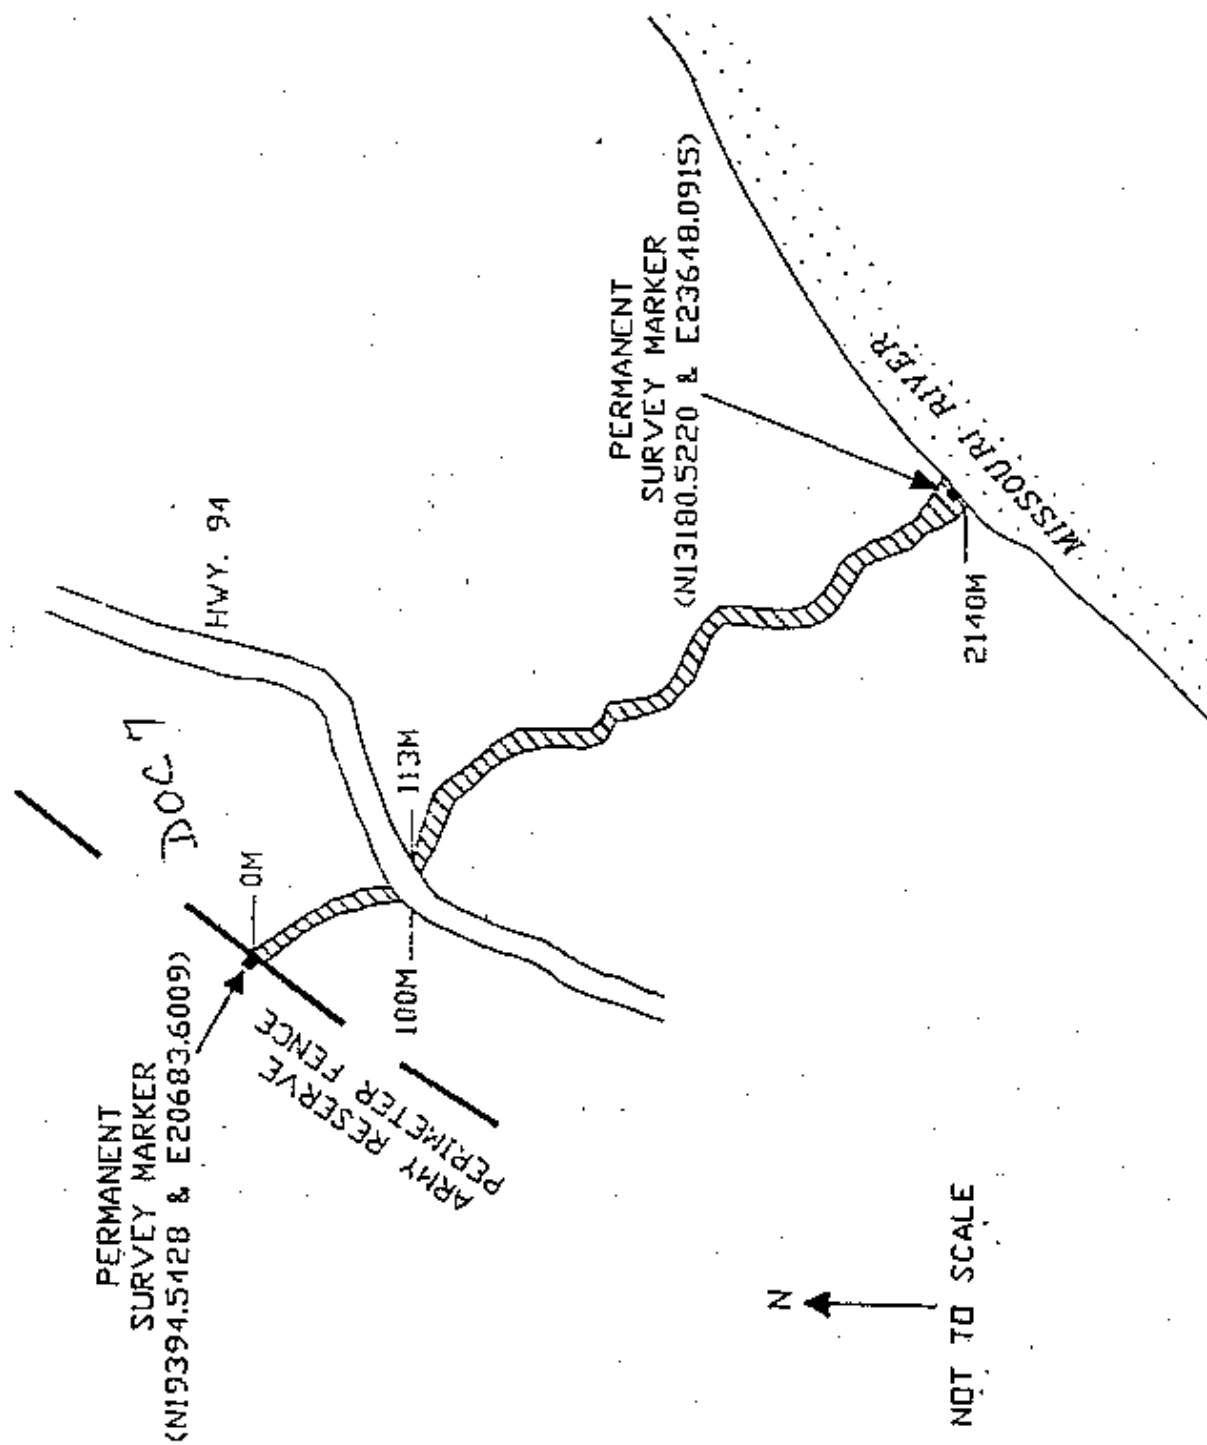 PERMANENT
SURVEY MARKER
(N19394.5428 & E20683.6009)
DOC 7
HWY. 94
0M
ARMY RESERVE
PERIMETER FENCE
100M
113M
PERMANENT
SURVEY MARKER
(N13180.5220 & E23648.0915)
2140M
MISSOURI RIVER
N
NOT TO SCALE